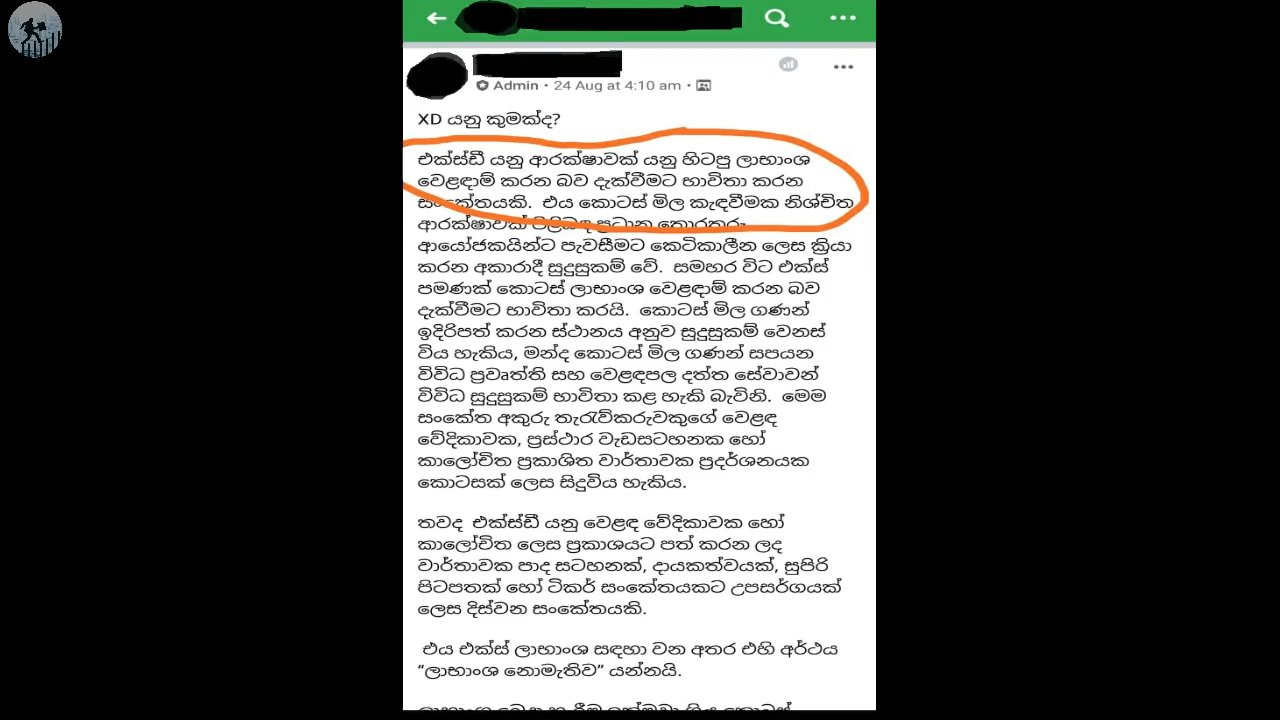 Admin · 24 Aug at 4:10 am ·
XD යනු කුමක්ද?
එක්ස්ඩී යනු ආරක්ෂාවක් යනු හිටපු ලාභාංශ
වෙළඳාම් කරන බව දැක්වීමට භාවිතා කරන
සංකේතයකි.  එය කොටස් මිල කැඳවීමක නිශ්චිත
ආරක්ෂාවක් පිළිබඳ ප්‍රධාන තොරතුරු
ආයෝජකයින්ට පැවසීමට කෙටිකාලීන ලෙස ක්‍රියා
කරන අකාරාදී සුදුසුකම් වේ.  සමහර විට එක්ස්
පමණක් කොටස් ලාභාංශ වෙළඳාම් කරන බව
දැක්වීමට භාවිතා කරයි.  කොටස් මිල ගණන්
ඉදිරිපත් කරන ස්ථානය අනුව සුදුසුකම් වෙනස්
විය හැකිය, මන්ද කොටස් මිල ගණන් සපයන
විවිධ ප්‍රවෘත්ති සහ වෙළඳපල දත්ත සේවාවන්
විවිධ සුදුසුකම් භාවිතා කළ හැකි බැවිනි.  මෙම
සංකේත අකුරු තැරැව්කරුවකුගේ වෙළඳ
වේදිකාවක, ප්‍රස්ථාර වැඩසටහනක හෝ
කාලෝචිත ප්‍රකාශිත වාර්තාවක ප්‍රදර්ශනයක
කොටසක් ලෙස සිදුවිය හැකිය.
තවද  එක්ස්ඩී යනු වෙළඳ වේදිකාවක හෝ
කාලෝචිත ලෙස ප්‍රකාශයට පත් කරන ලද
වාර්තාවක පාද සටහනක්, දායකත්වයක්, සුපිරි
පිටපතක් හෝ ටිකර් සංකේතයකට උපසර්ගයක්
ලෙස දිස්වන සංකේතයකි.
එය එක්ස් ලාභාංශ සඳහා වන අතර එහි අර්ථය
“ලාභාංශ නොමැතිව” යන්නයි.